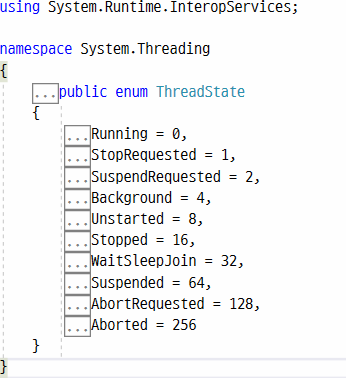 using System.Runtime.InteropServices;
namespace System.Threading
{
...public enum ThreadState
{
...Running = 0,
...StopRequested = 1,
...SuspendRequested = 2,
...Background = 4,
...Unstarted = 8,
...Stopped = 16,
...WaitSleepJoin = 32,
...Suspended = 64,
...AbortRequested = 128,
...Aborted = 256
}
}